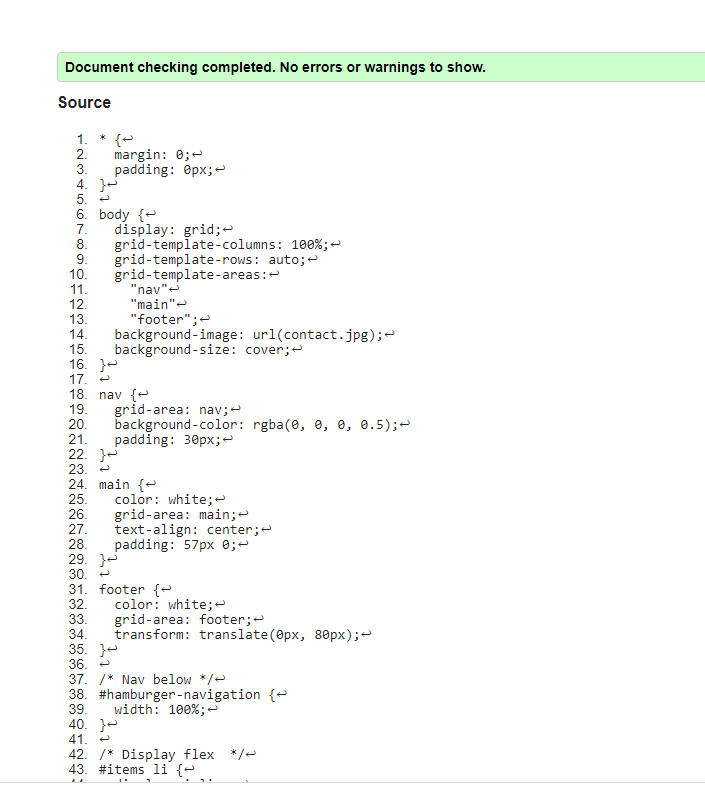 Document checking completed. No errors or warnings to show.
Source
1. * {↩
2.   margin: 0;↩
3.   padding: 0px;↩
4. }↩
5. ↩
6. body {↩
7.   display: grid;↩
8.   grid-template-columns: 100%;↩
9.   grid-template-rows: auto;↩
10.   grid-template-areas:↩
11.     "nav"↩
12.     "main"↩
13.     "footer";↩
14.   background-image: url(contact.jpg);↩
15.   background-size: cover;↩
16. }↩
17. ↩
18. nav {↩
19.   grid-area: nav;↩
20.   background-color: rgba(0, 0, 0, 0.5);↩
21.   padding: 30px;↩
22. }↩
23. ↩
24. main {↩
25.   color: white;↩
26.   grid-area: main;↩
27.   text-align: center;↩
28.   padding: 57px 0;↩
29. }↩
30. ↩
31. footer {↩
32.   color: white;↩
33.   grid-area: footer;↩
34.   transform: translate(0px, 80px);↩
35. }↩
36. ↩
37. /* Nav below */↩
38. #hamburger-navigation {↩
39.   width: 100%;↩
40. }↩
41. ↩
42. /* Display flex  */↩
43. #items li {↩